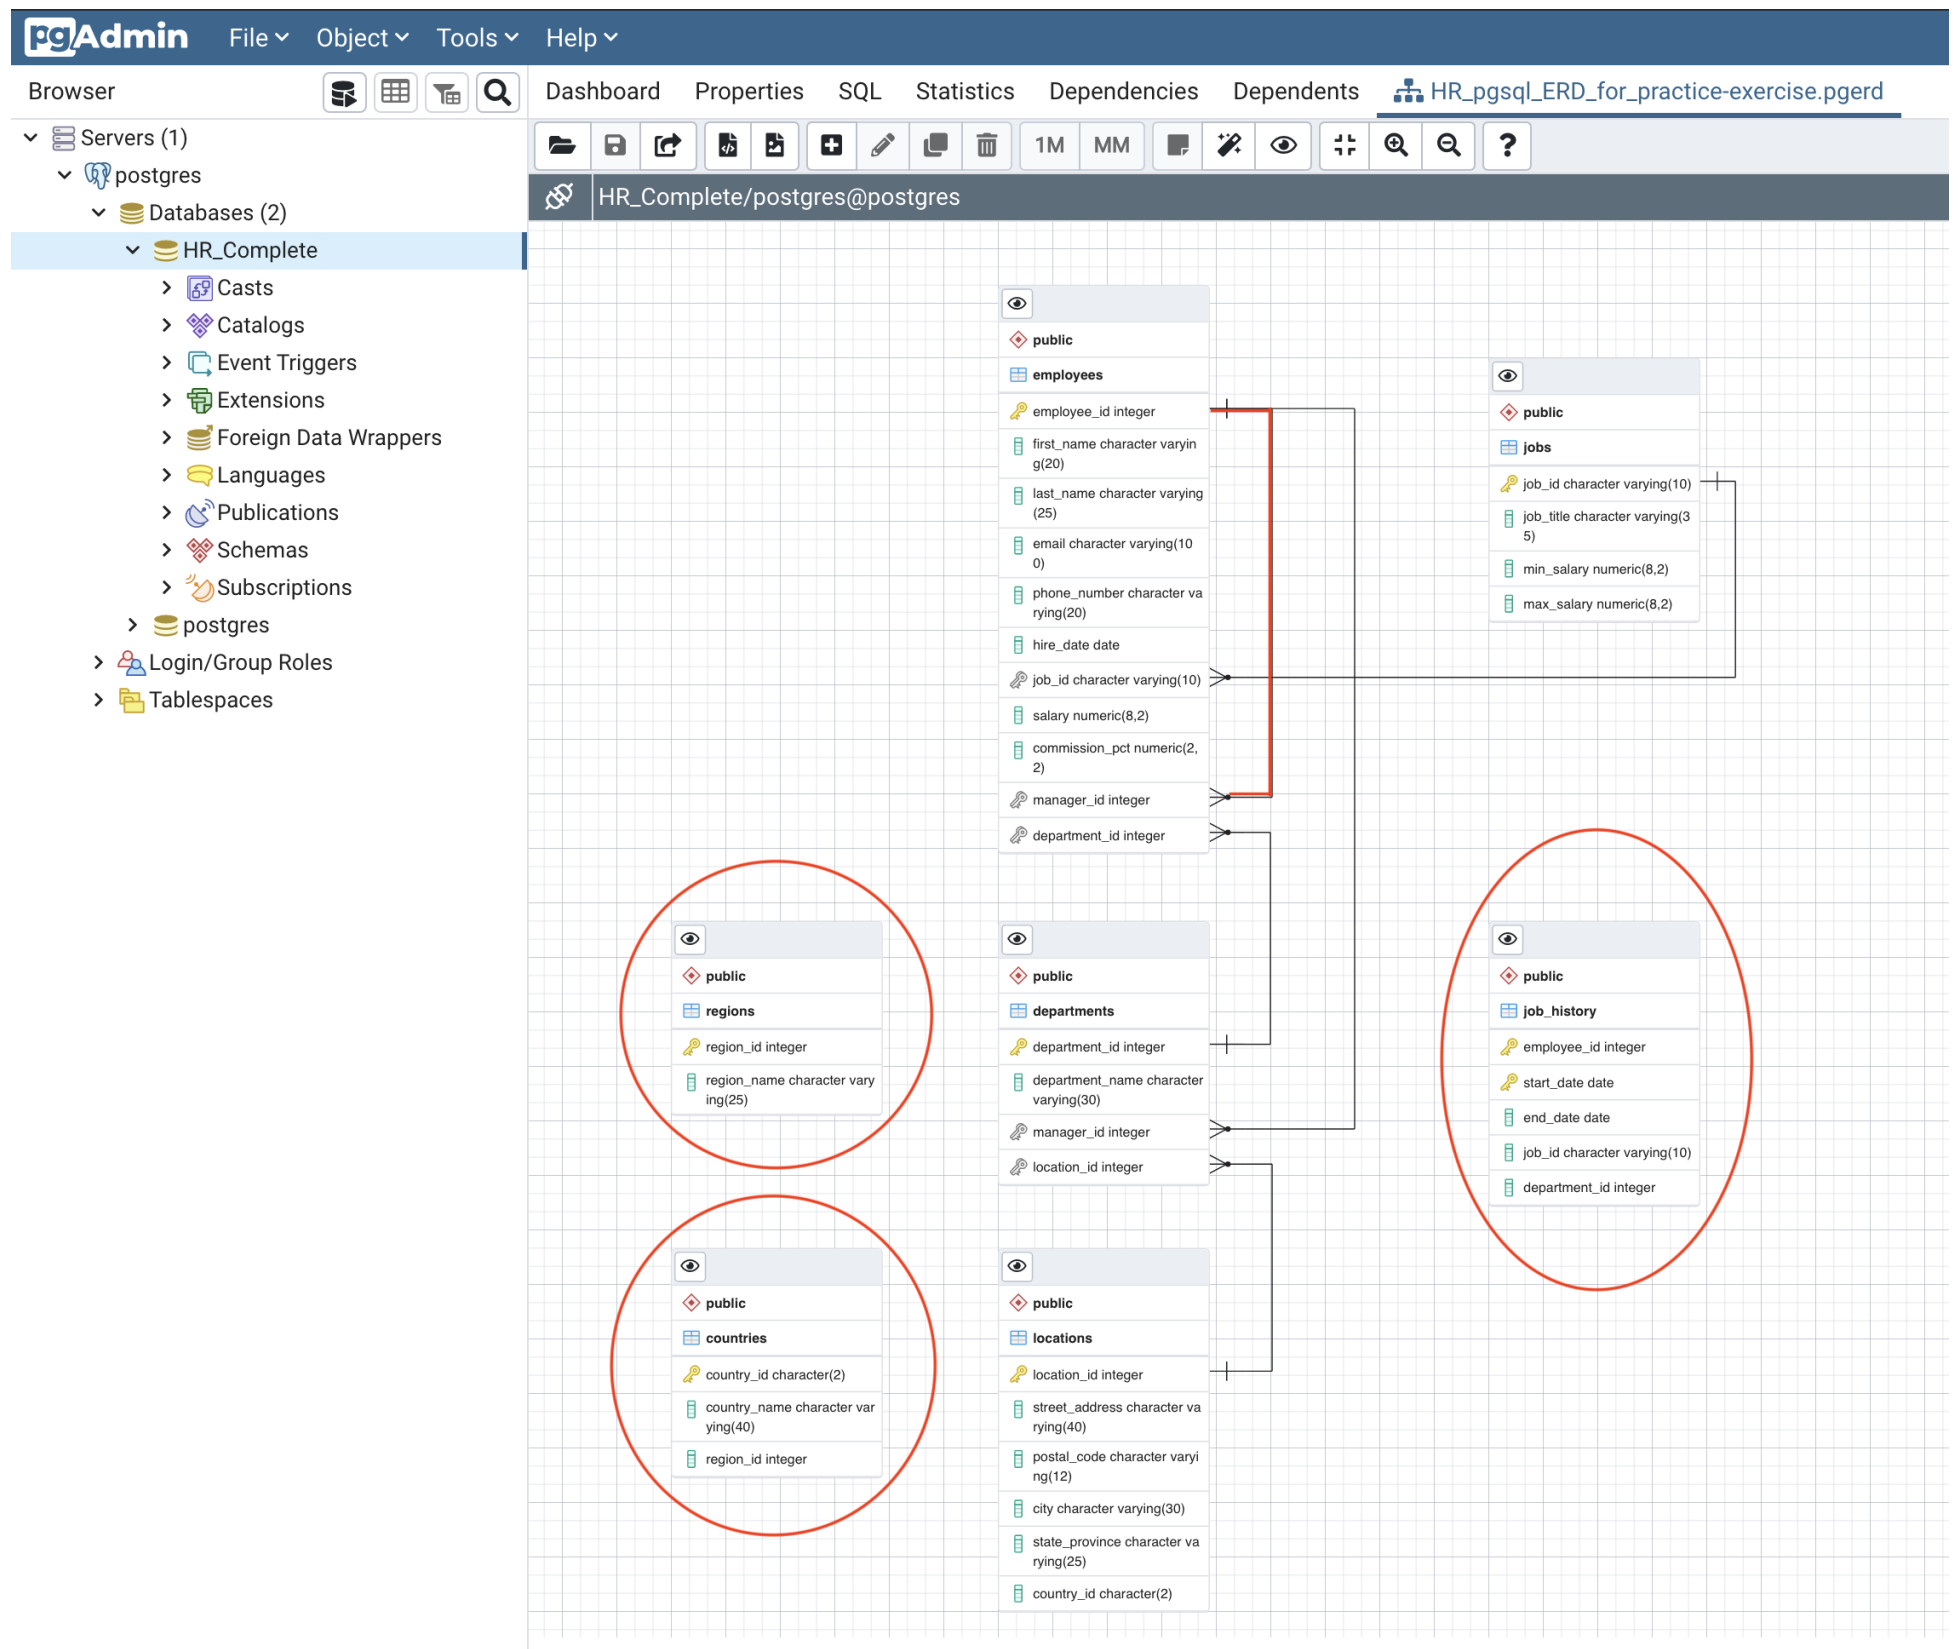 pgAdmin File Object Tools Help
Browser
Dashboard Properties SQL Statistics Dependencies Dependents HR_pgsql_ERD_for_practice-exercise.pgerd
1M MM ?
HR_Complete/postgres@postgres
Servers (1)
postgres
Databases (2)
HR_Complete
Casts
Catalogs
Event Triggers
Extensions
Foreign Data Wrappers
Languages
Publications
Schemas
Subscriptions
postgres
Login/Group Roles
Tablespaces
public
employees
employee_id integer
first_name character varyin
g(20)
last_name character varying
(25)
email character varying(10
0)
phone_number character va
rying(20)
hire_date date
job_id character varying(10)
salary numeric(8,2)
commission_pct numeric(2,
2)
manager_id integer
department_id integer
public
jobs
job_id character varying(10)
job_title character varying(3
5)
min_salary numeric(8,2)
max_salary numeric(8,2)
public
regions
region_id integer
region_name character vary
ing(25)
public
departments
department_id integer
department_name character
varying(30)
manager_id integer
location_id integer
public
job_history
employee_id integer
start_date date
end_date date
job_id character varying(10)
department_id integer
public
countries
country_id character(2)
country_name character var
ying(40)
region_id integer
public
locations
location_id integer
street_address character va
rying(40)
postal_code character varyi
ng(12)
city character varying(30)
state_province character va
rying(25)
country_id character(2)